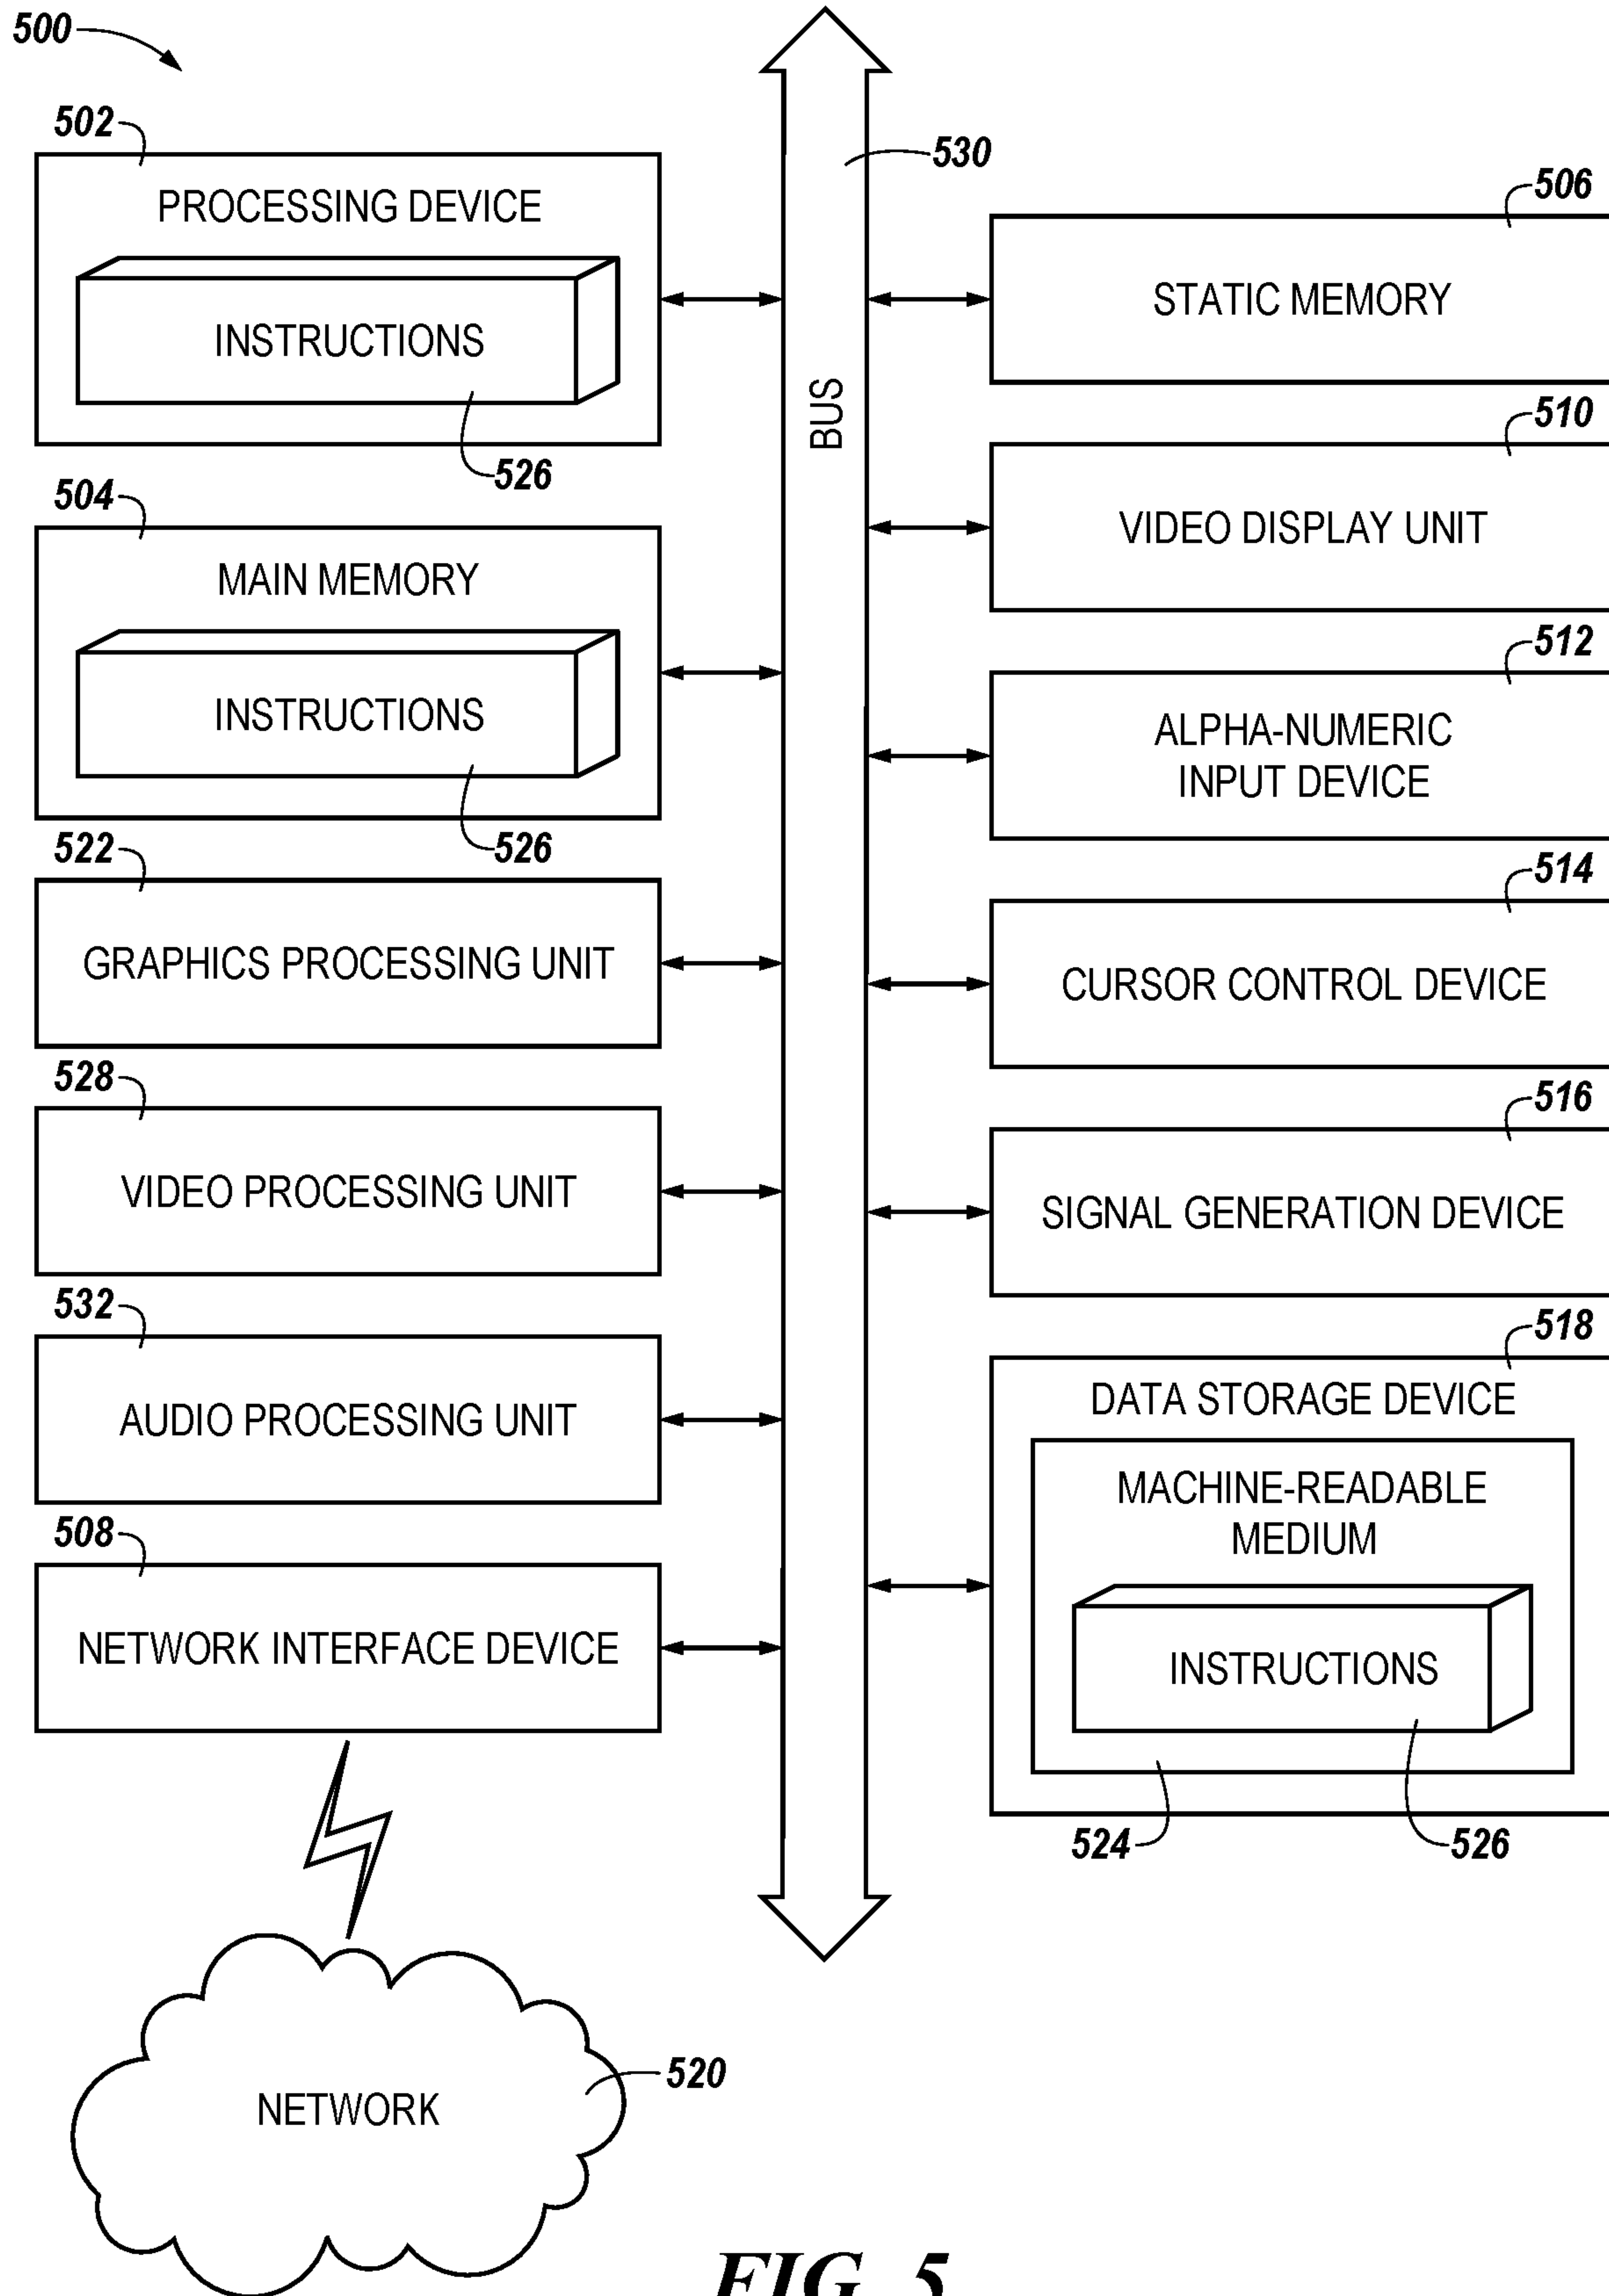 500
502
PROCESSING DEVICE
INSTRUCTIONS
526
504
MAIN MEMORY
INSTRUCTIONS
526
522
GRAPHICS PROCESSING UNIT
528
VIDEO PROCESSING UNIT
532
AUDIO PROCESSING UNIT
508
NETWORK INTERFACE DEVICE
NETWORK
520
BUS
530
506
STATIC MEMORY
510
VIDEO DISPLAY UNIT
512
ALPHA-NUMERIC
INPUT DEVICE
514
CURSOR CONTROL DEVICE
516
SIGNAL GENERATION DEVICE
518
DATA STORAGE DEVICE
MACHINE-READABLE
MEDIUM
INSTRUCTIONS
524
526
FIG. 5